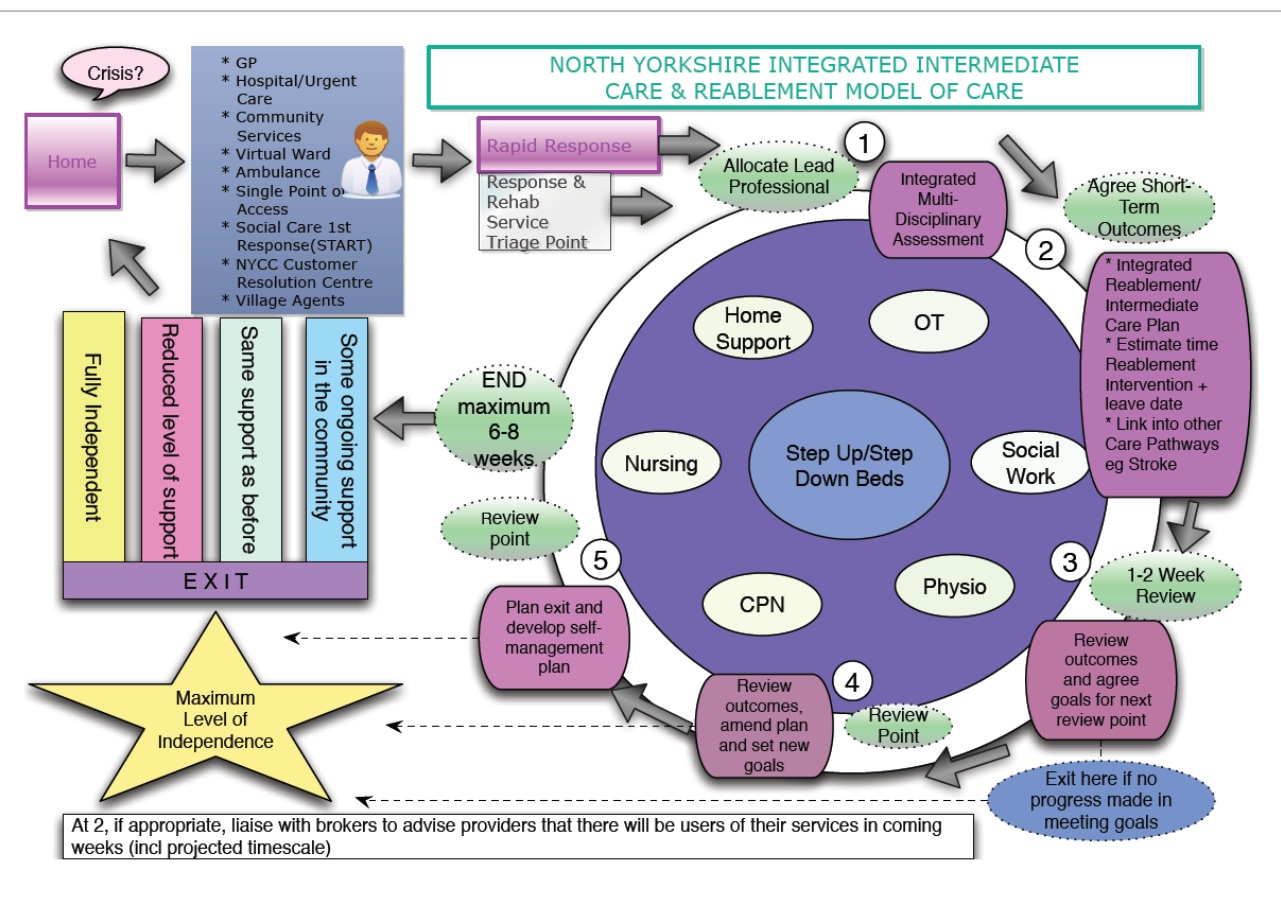 Crisis?
Home
* GP
* Hospital/Urgent
Care
* Community
Services
* Virtual Ward
* Ambulance
* Single Point o
Access
* Social Care 1st
Response(START)
* NYCC Customer
Resolution Centre
* Village Agents
NORTH YORKSHIRE INTEGRATED INTERMEDIATE
CARE & REABLEMENT MODEL OF CARE
Rapid Response
Response &
Rehab
Service
Triage Point
Allocate Lead
Professional
1
Integrated
Multi-
Disciplinary
Assessment
Agree Short-
Term
Outcomes
2
* Integrated
Reablement/
Intermediate
Care Plan
* Estimate time
Reablement
Intervention +
leave date
* Link into other
Care Pathways
eg Stroke
Home
Support
OT
Nursing
Step Up/Step
Down Beds
Social
Work
CPN
Physio
3
1-2 Week
Review
Review
outcomes
and agree
goals for next
review point
Exit here if no
progress made in
meeting goals
4
Review
Point
Review
outcomes,
amend plan
and set new
goals
5
Review
point
Plan exit and
develop self-
management
plan
END
maximum
6-8
weeks
Fully Independent
Reduced level of support
Same support as before
Some ongoing support
in the community
EXIT
Maximum
Level of
Independence
At 2, if appropriate, liaise with brokers to advise providers that there will be users of their services in coming
weeks (incl projected timescale)